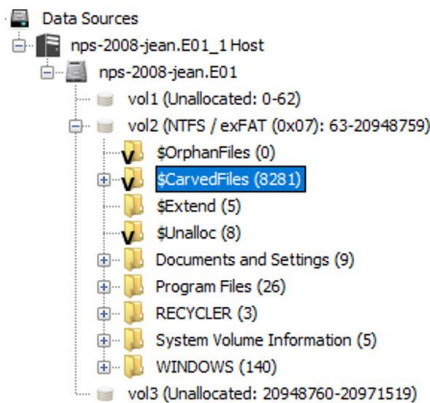 Data Sources
nps-2008-jean.E01_1 Host
nps-2008-jean.E01
vol1 (Unallocated: 0-62)
vol2 (NTFS / exFAT (0x07): 63-20948759)
$OrphanFiles (0)
$CarvedFiles (8281)
$Extend (5)
$Unalloc (8)
Documents and Settings (9)
Program Files (26)
RECYCLER (3)
System Volume Information (5)
WINDOWS (140)
vol3 (Unallocated: 20948760-20971519)